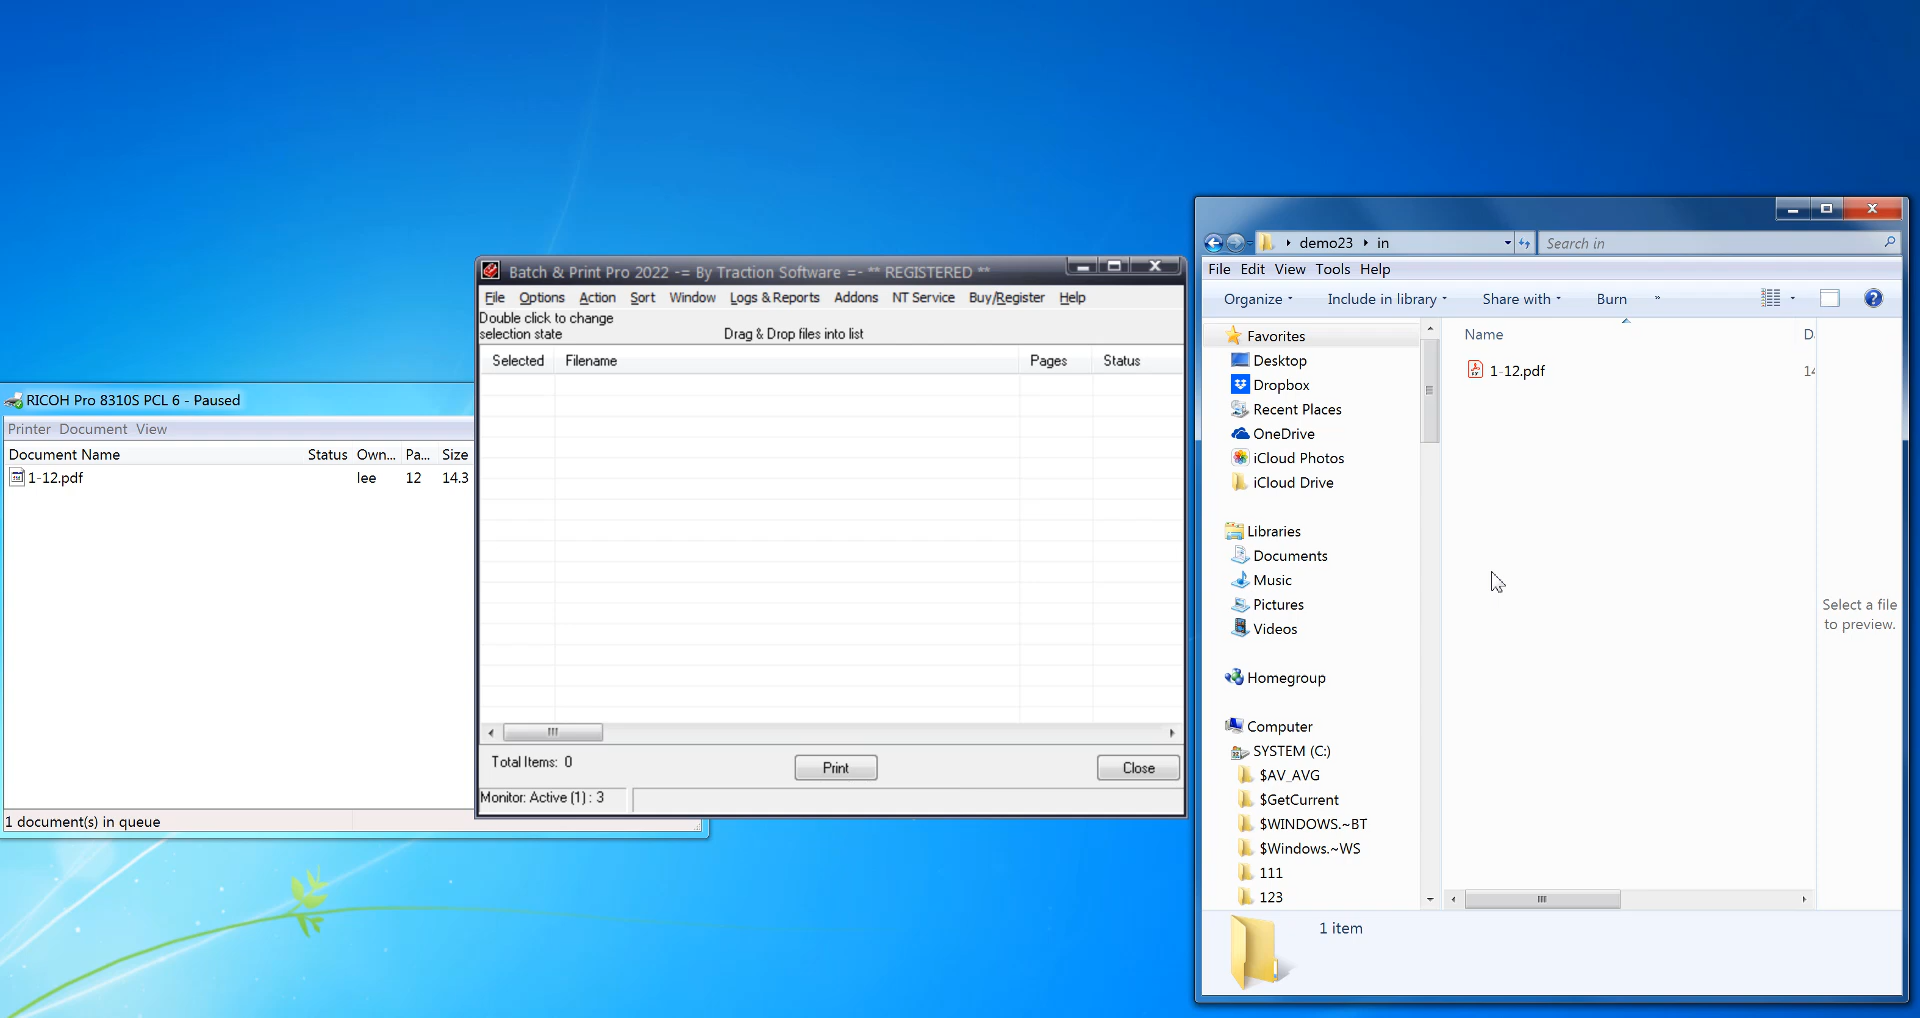 RICOH Pro 8310S PCL 6 - Paused
Printer Document View
Document Name Status Own... Pa... Size
1-12.pdf lee 12 14.3
1 document(s) in queue
Batch & Print Pro 2022 -= By Traction Software =- ** REGISTERED **
File Options Action Sort Window Logs & Reports Addons NT Service Buy/Register Help
Double click to change
selection state
Drag & Drop files into list
Selected Filename Pages Status
Total Items: 0
Print
Close
Monitor: Active (1) : 3
demo23 in
Search in
File Edit View Tools Help
Organize Include in library Share with Burn »
Favorites
Desktop
Dropbox
Recent Places
OneDrive
iCloud Photos
iCloud Drive
Libraries
Documents
Music
Pictures
Videos
Homegroup
Computer
SYSTEM (C:)
$AV_AVG
$GetCurrent
$WINDOWS.~BT
$Windows.~WS
111
123
Name
1-12.pdf
Select a file
to preview.
1 item